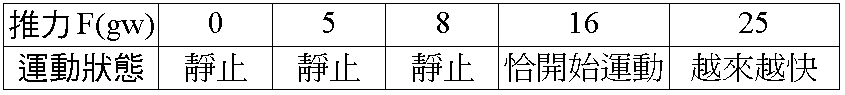 推力 F(gw) 0 5 8 16 25
運動狀態 靜止 靜止 靜止 恰開始運動 越來越快